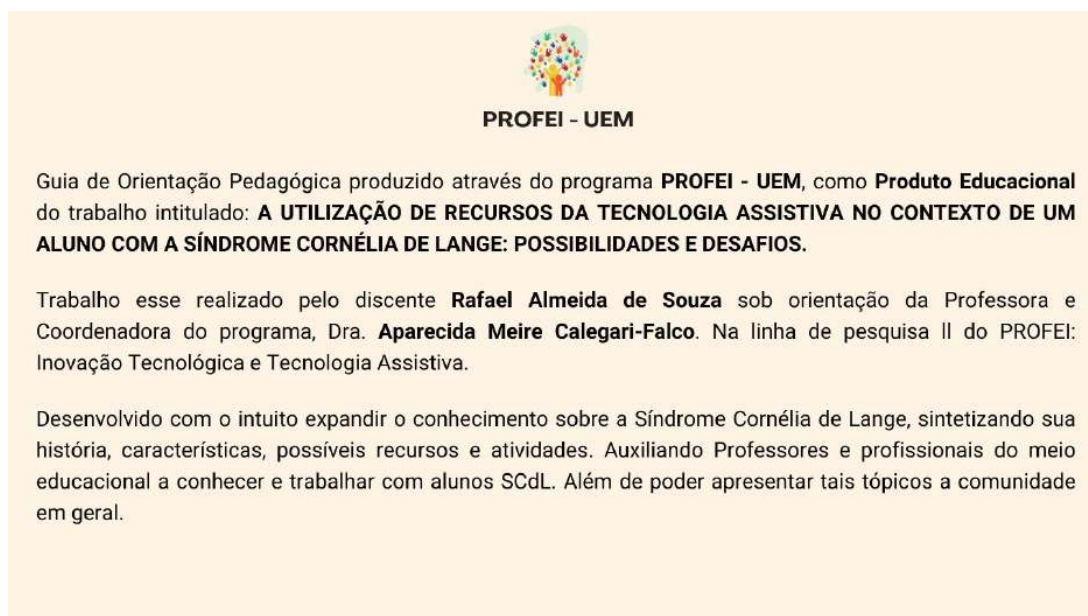 PROFEI - UEM
Guia de Orientação Pedagógica produzido através do programa PROFEI - UEM, como Produto Educacional
do trabalho intitulado: A UTILIZAÇÃO DE RECURSOS DA TECNOLOGIA ASSISTIVA NO CONTEXTO DE UM
ALUNO COM A SÍNDROME CORNÉLIA DE LANGE: POSSIBILIDADES E DESAFIOS.
Trabalho esse realizado pelo discente Rafael Almeida de Souza sob orientação da Professora e
Coordenadora do programa, Dra. Aparecida Meire Calegari-Falco. Na linha de pesquisa ll do PROFEI:
Inovação Tecnológica e Tecnologia Assistiva.
Desenvolvido com o intuito expandir o conhecimento sobre a Síndrome Cornélia de Lange, sintetizando sua
história, características, possíveis recursos e atividades. Auxiliando Professores e profissionais do meio
educacional a conhecer e trabalhar com alunos SCdL. Além de poder apresentar tais tópicos a comunidade
em geral.